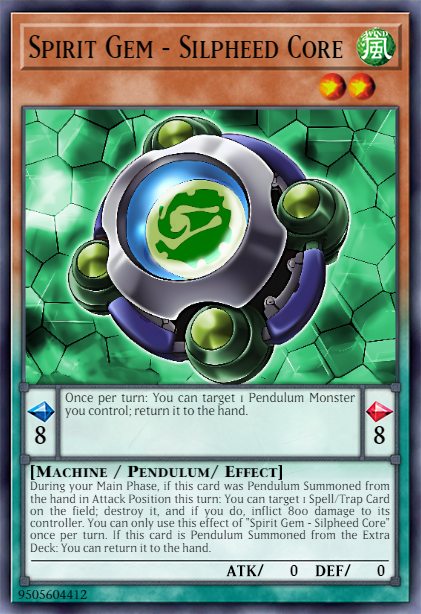 Spirit Gem - Silpheed Core
WIND
風
Once per turn: You can target 1 Pendulum Monster
you control; return it to the hand.
8
8
[Machine / Pendulum/ Effect]
During your Main Phase, if this card was Pendulum Summoned from
the hand in Attack Position this turn: You can target 1 Spell/Trap Card
on the field; destroy it, and if you do, inflict 800 damage to its
controller. You can only use this effect of "Spirit Gem - Silpheed Core"
once per turn. If this card is Pendulum Summoned from the Extra
Deck: You can return it to the hand.
ATK/ 0 DEF/ 0
9505604412